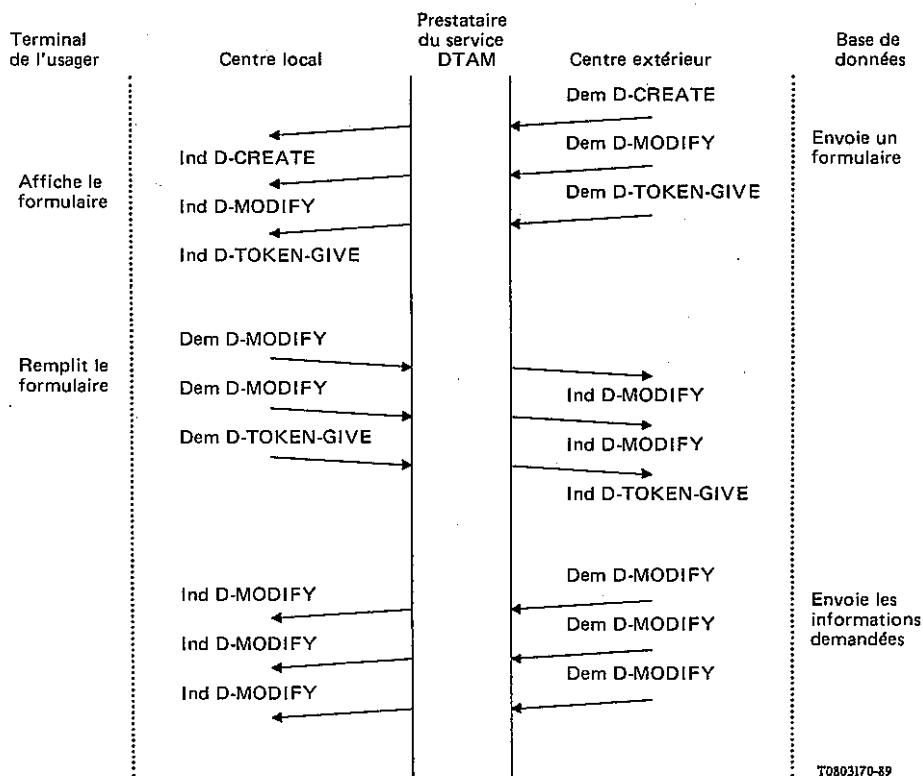 Terminal
de l'usager
Centre local
Prestataire
du service
DTAM
Centre extérieur
Base de
données
Dem D-CREATE
Ind D-CREATE
Dem D-MODIFY
Envoie un
formulaire
Affiche le
formulaire
Ind D-MODIFY
Dem D-TOKEN-GIVE
Ind D-TOKEN-GIVE
Dem D-MODIFY
Remplit le
formulaire
Dem D-MODIFY
Ind D-MODIFY
Dem D-TOKEN-GIVE
Ind D-MODIFY
Ind D-TOKEN-GIVE
Dem D-MODIFY
Ind D-MODIFY
Envoie les
informations
demandées
Dem D-MODIFY
Ind D-MODIFY
Dem D-MODIFY
Ind D-MODIFY
T0803170-89